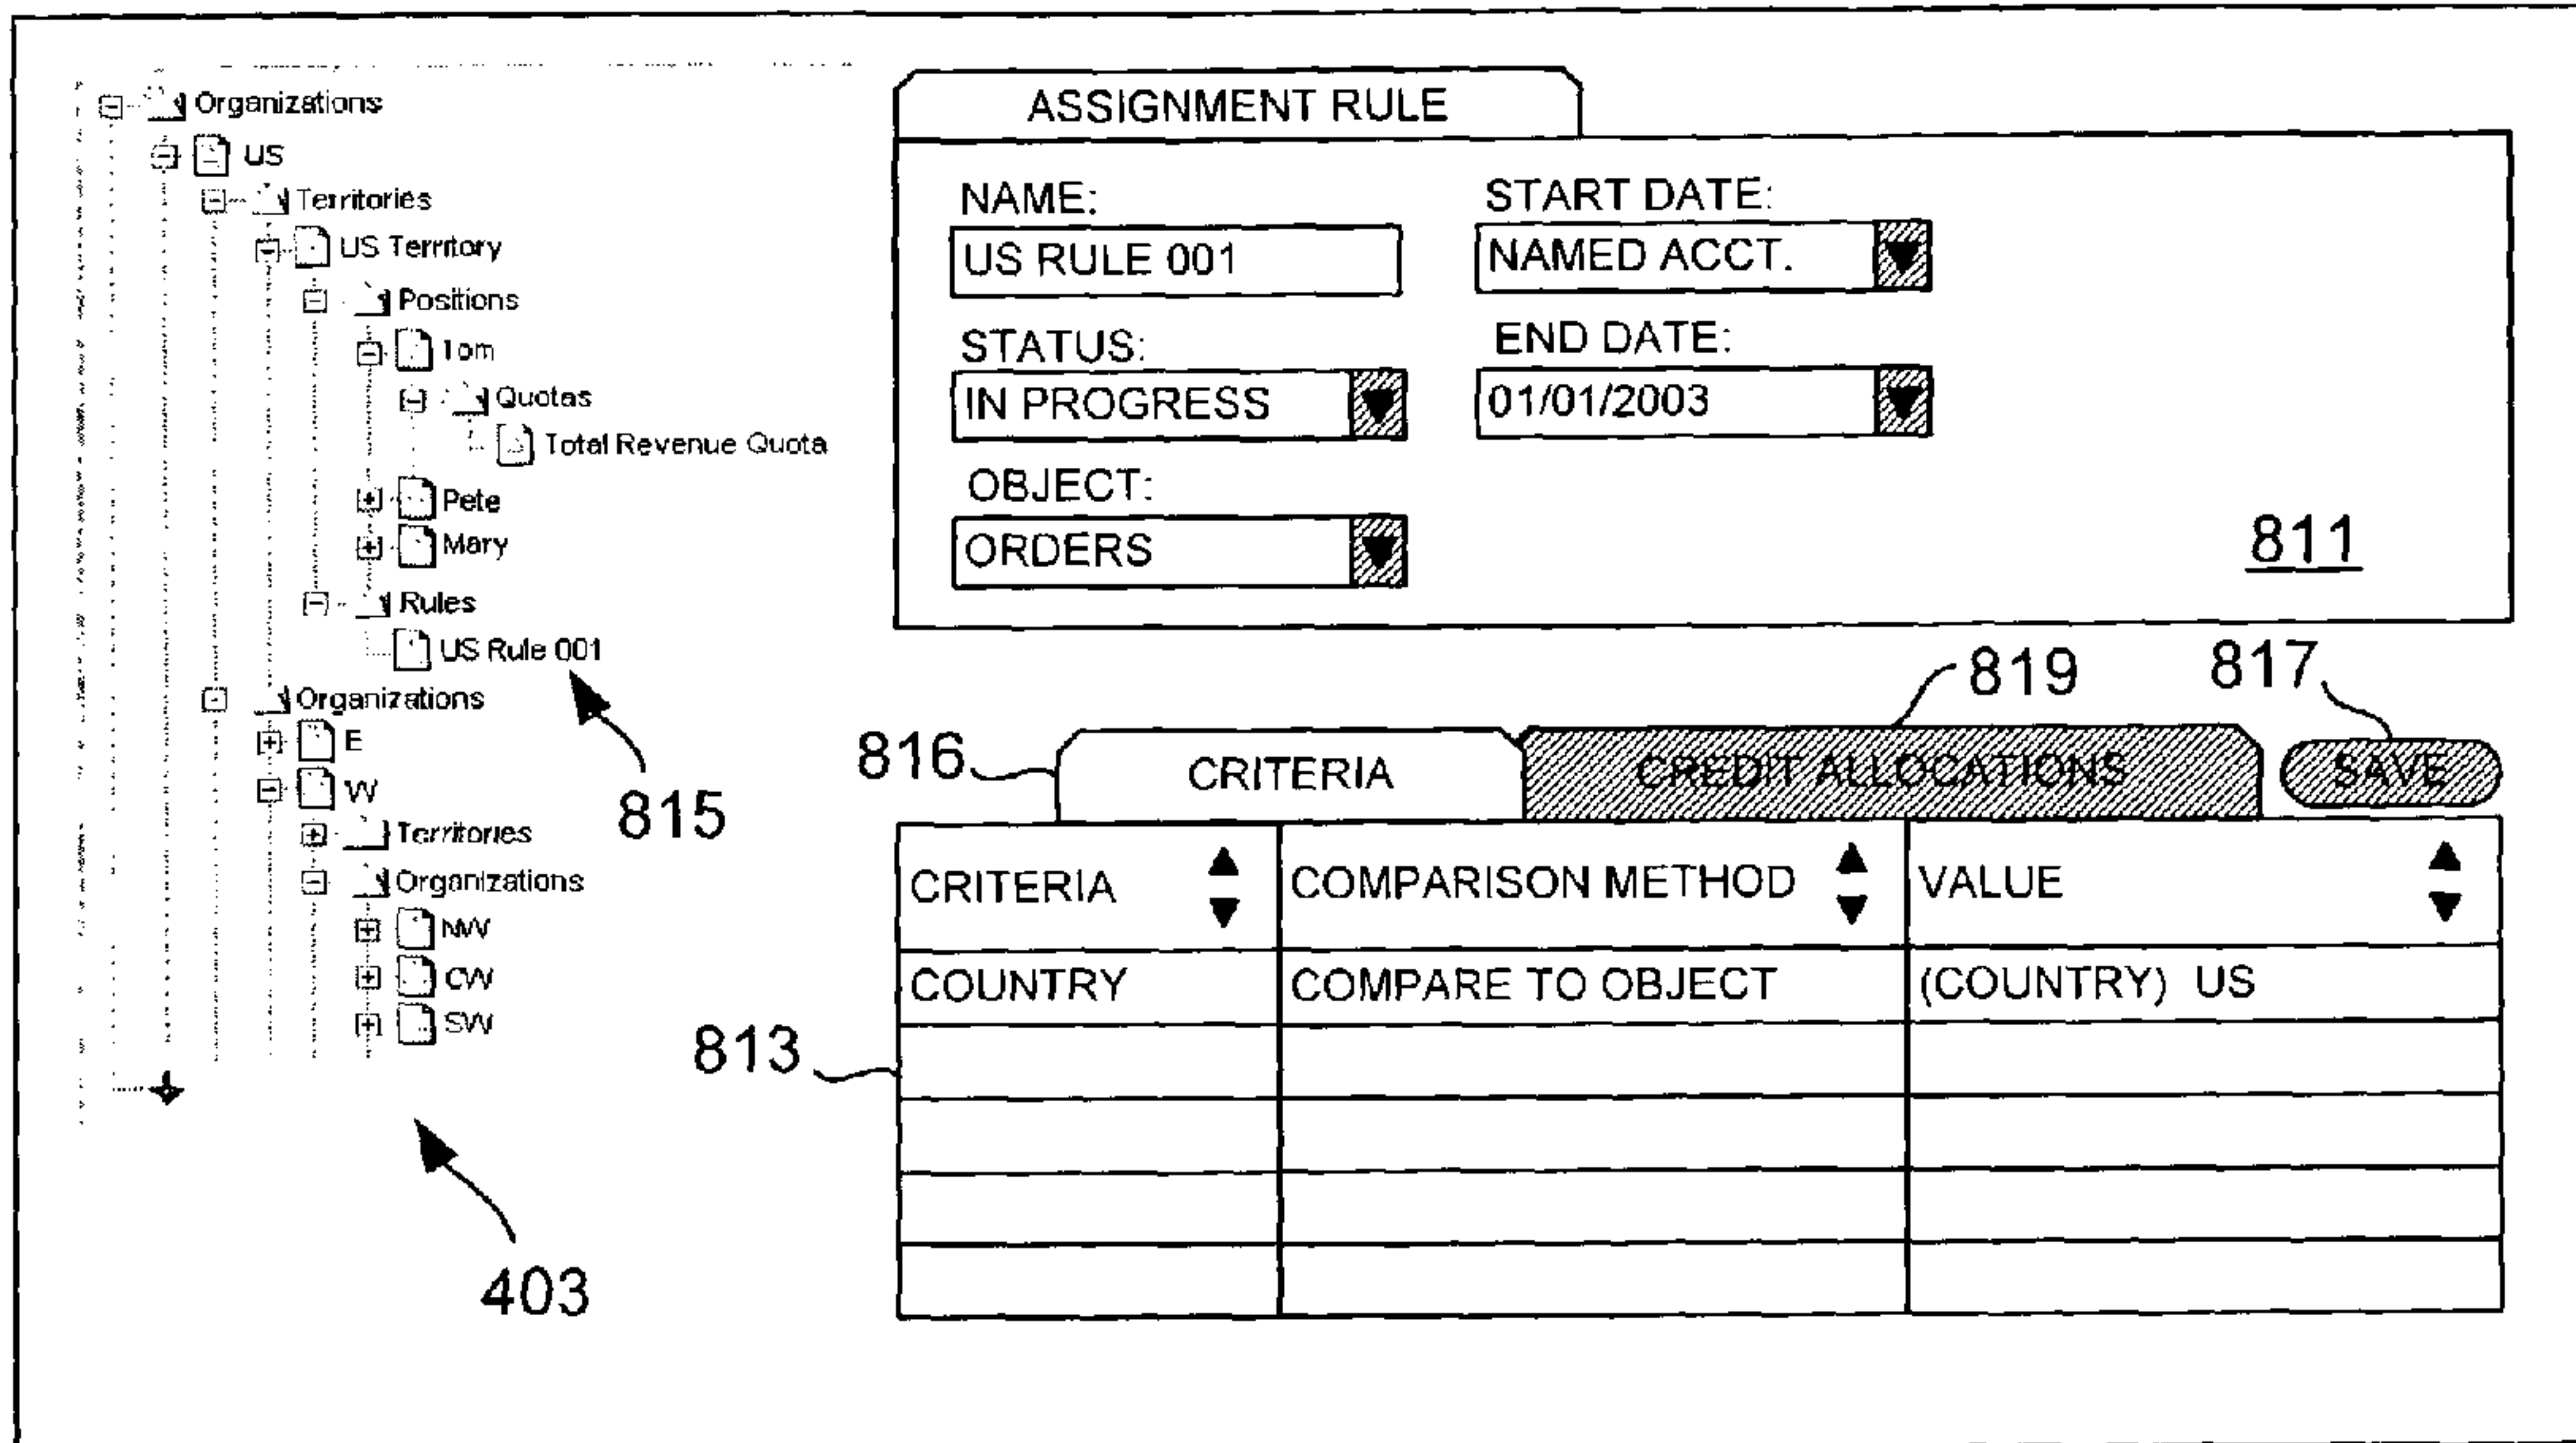 Organizations
US
Territories
US Territory
Positions
Tom
Quotas
Total Revenue Quota
Pete
Mary
Rules
US Rule 001
Organizations
E
W
Territories
Organizations
NW
CW
SW
815
403
ASSIGNMENT RULE
NAME: START DATE:
US RULE 001 NAMED ACCT.
STATUS: END DATE:
IN PROGRESS 01/01/2003
OBJECT:
ORDERS
811
819 817
816 CRITERIA CREDIT ALLOCATIONS SAVE
CRITERIA COMPARISON METHOD VALUE
COUNTRY COMPARE TO OBJECT (COUNTRY) US
813